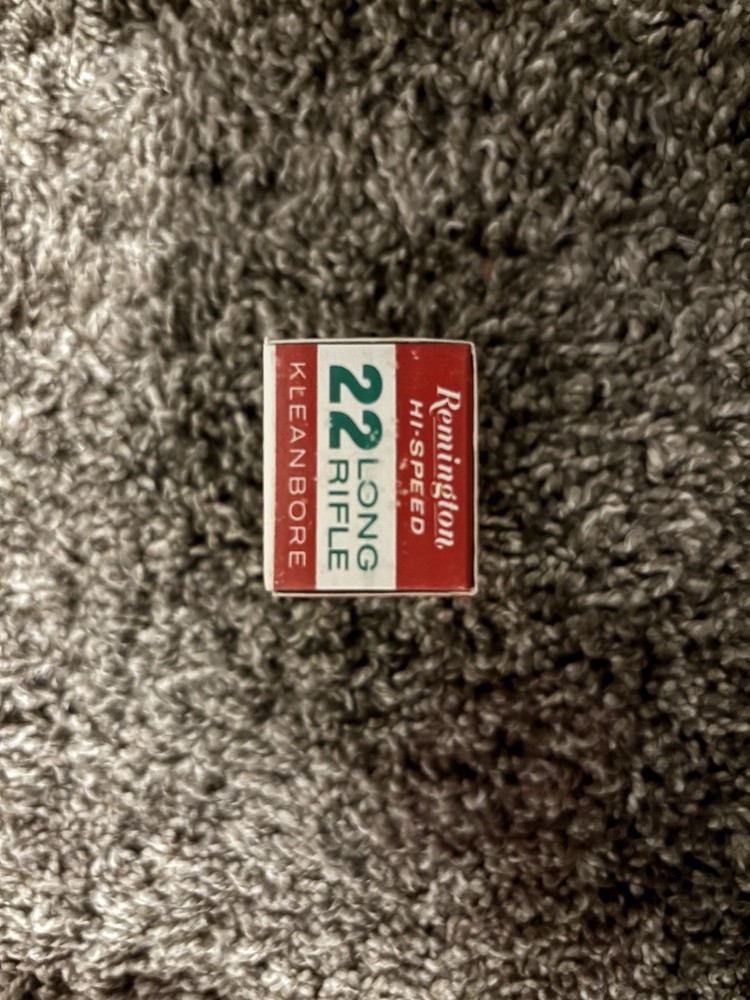 Remington
HI-SPEED
22 LONG
RIFLE
KLEANBORE